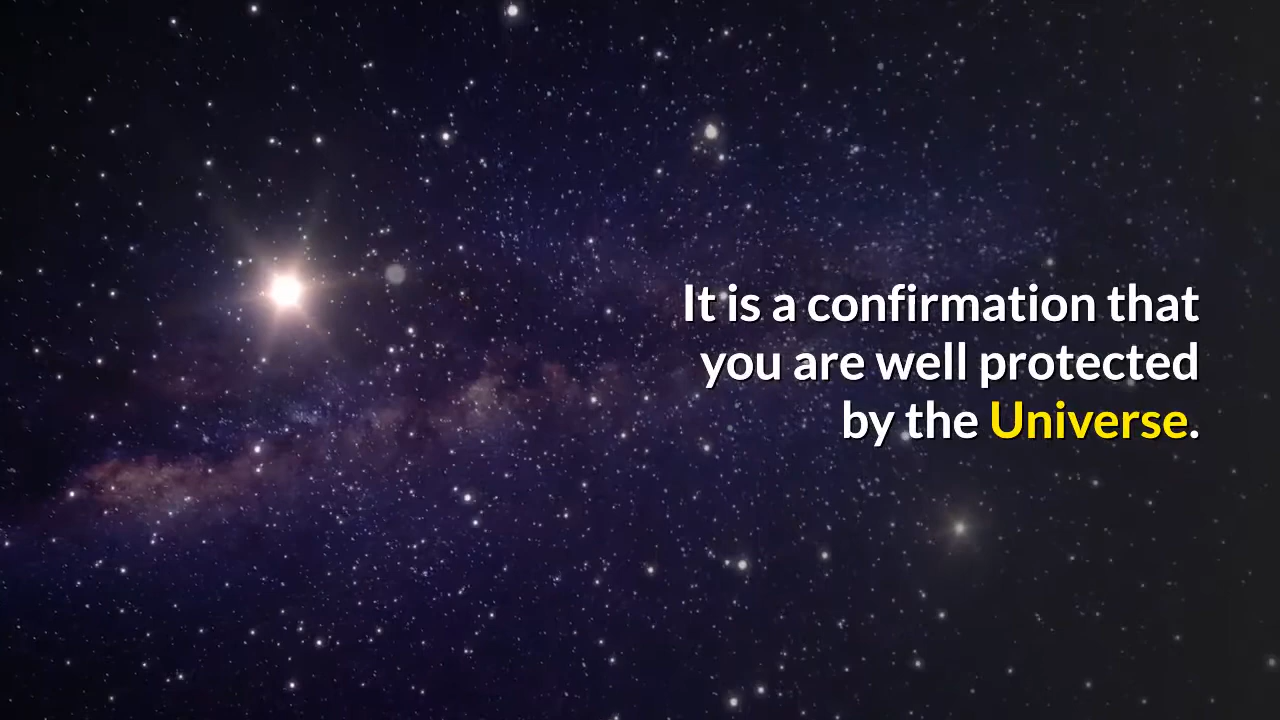 It is a confirmation that
you are well protected
by the Universe.